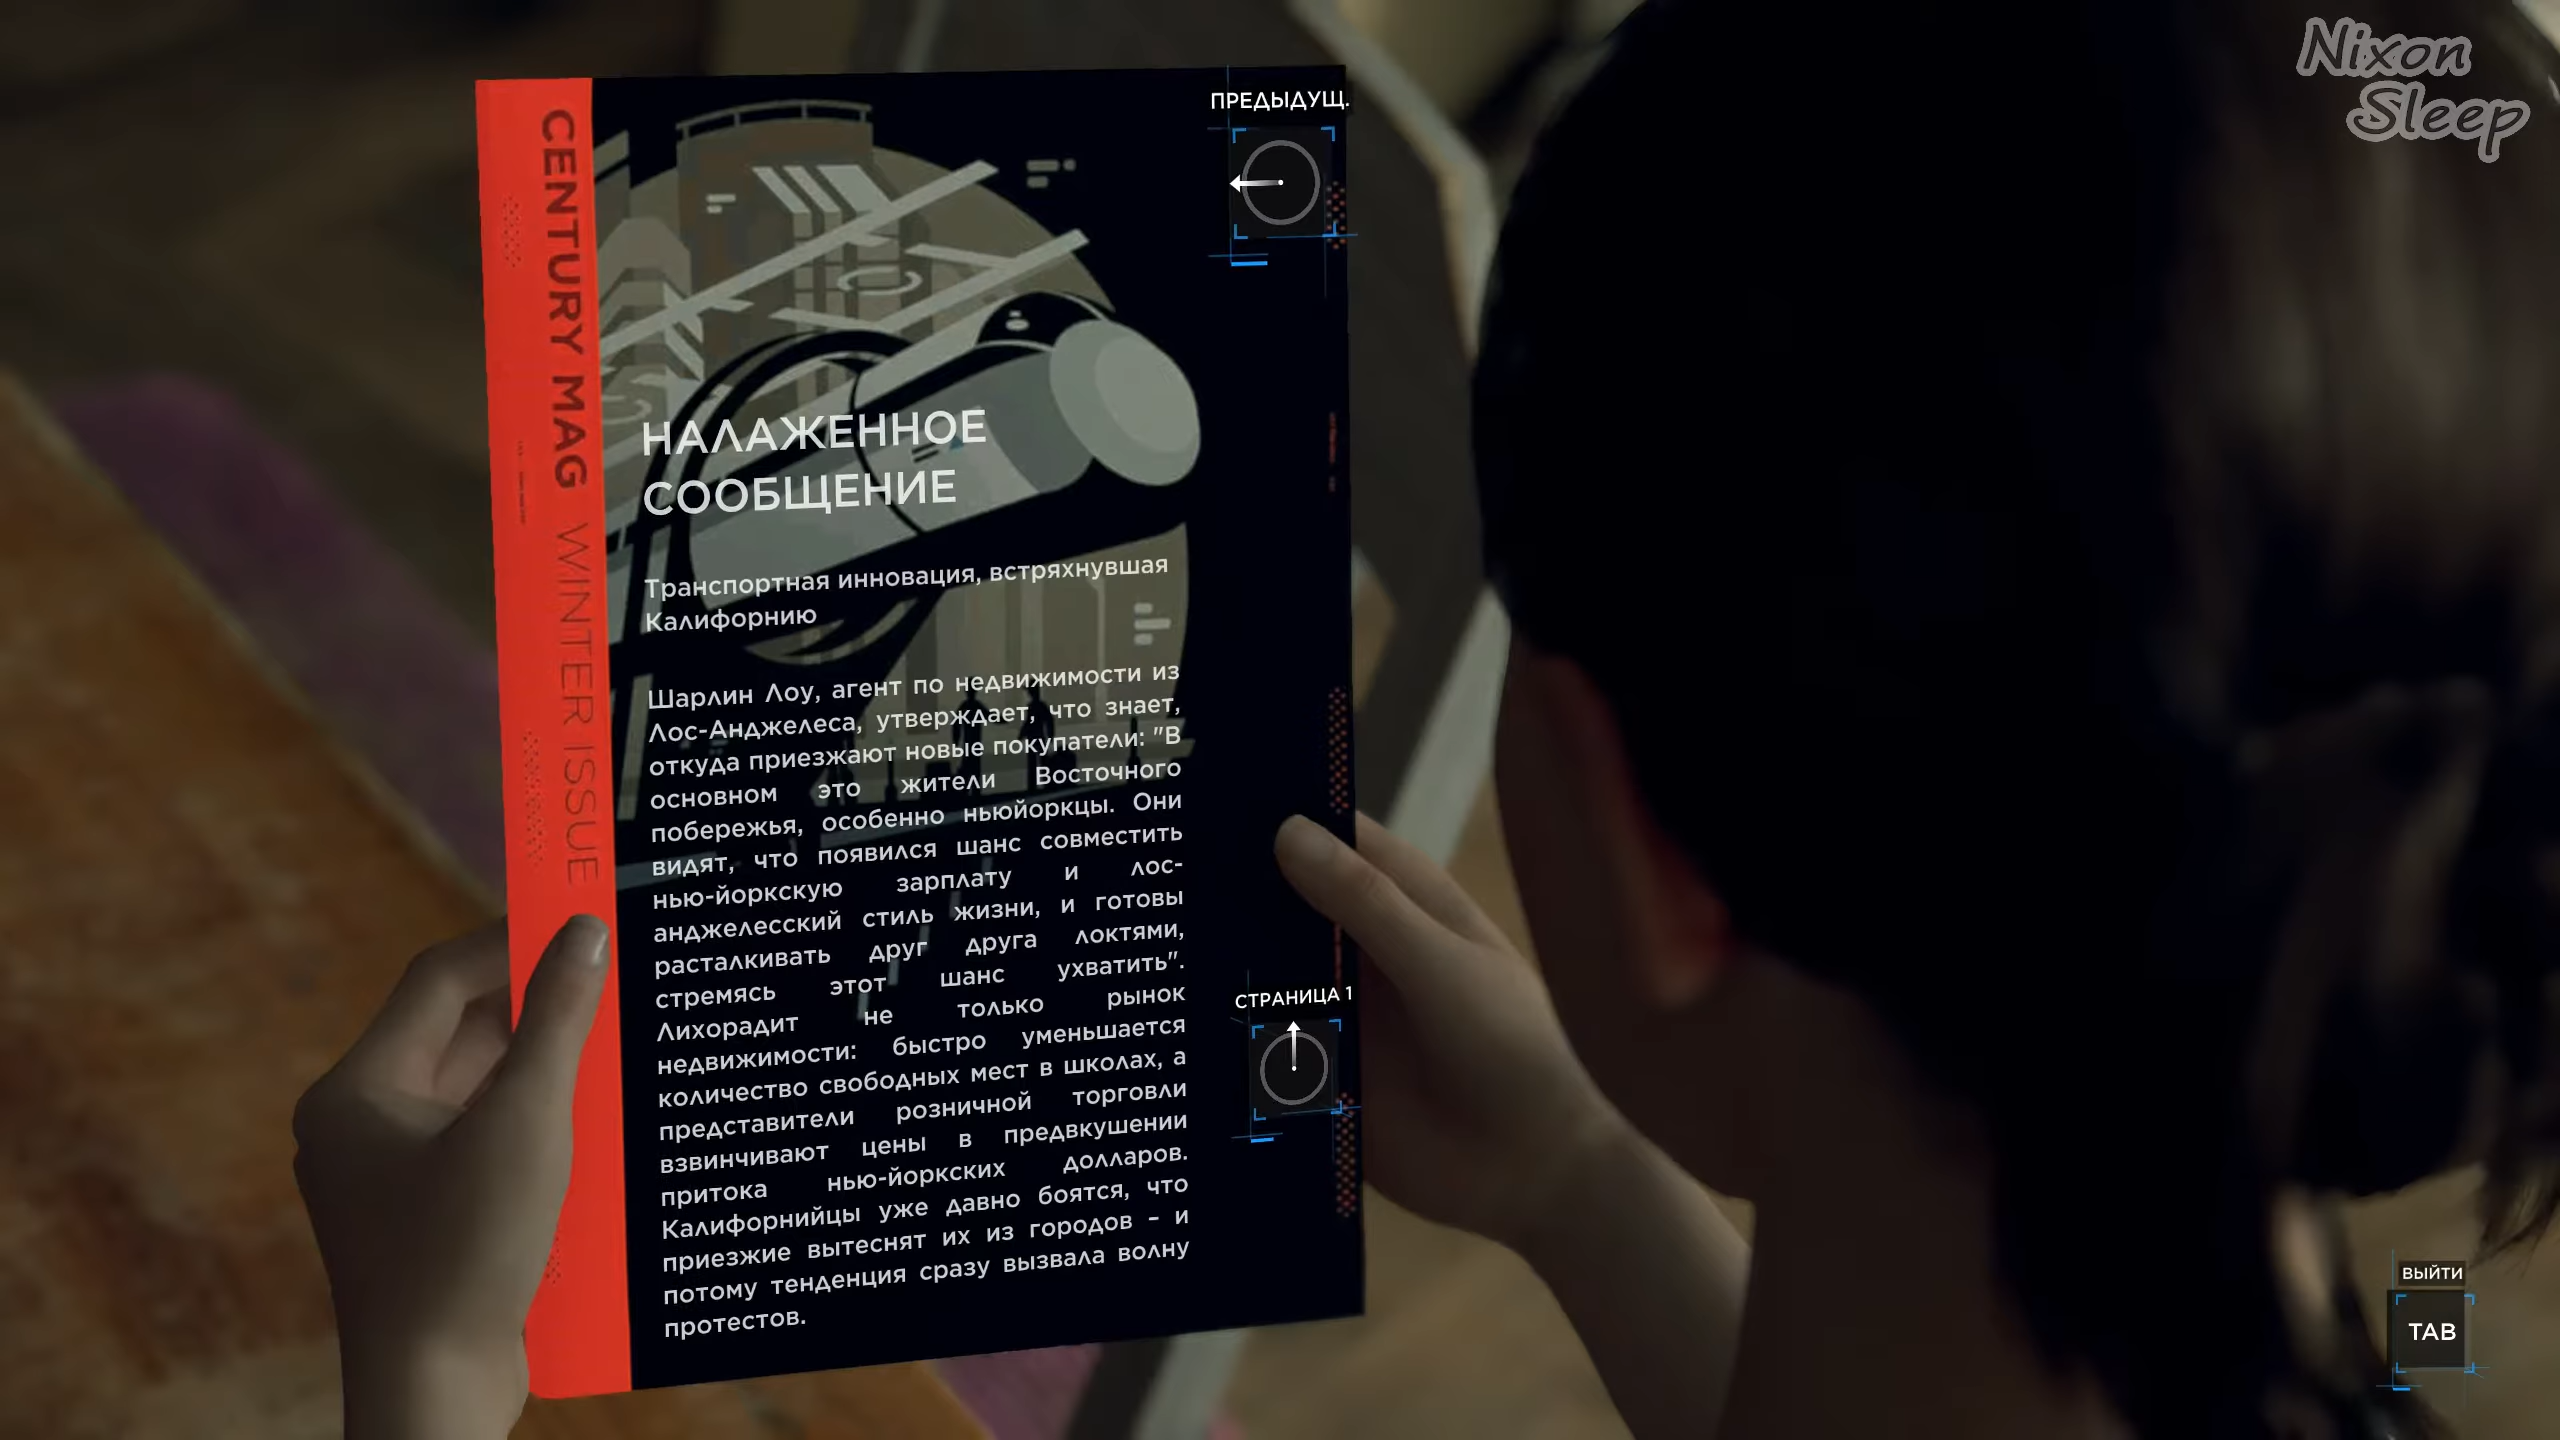 Nixon
Sleep
CENTURY MAG WINTER ISSUE
ПРЕДЫДУЩ.
НАЛАЖЕННОЕ
СООБЩЕНИЕ
Транспортная инновация, встряхнувшая
Калифорнию
Шарлин Лоу, агент по недвижимости из
Лос-Анджелеса, утверждает, что знает,
откуда приезжают новые покупатели: "В
основном это жители Восточного
побережья, особенно ньюйоркцы. Они
видят, что появился шанс совместить
нью-йоркскую зарплату и лос-
анджелесский стиль жизни, и готовы
расталкивать друг друга локтями,
стремясь этот шанс ухватить".
Лихорадит не только рынок
недвижимости: быстро уменьшается
количество свободных мест в школах, а
представители розничной торговли
взвинчивают цены в предвкушении
притока нью-йоркских долларов.
Калифорнийцы уже давно боятся, что
приезжие вытеснят их из городов – и
потому тенденция сразу вызвала волну
протестов.
СТРАНИЦА 1
ВЫЙТИ
TAB